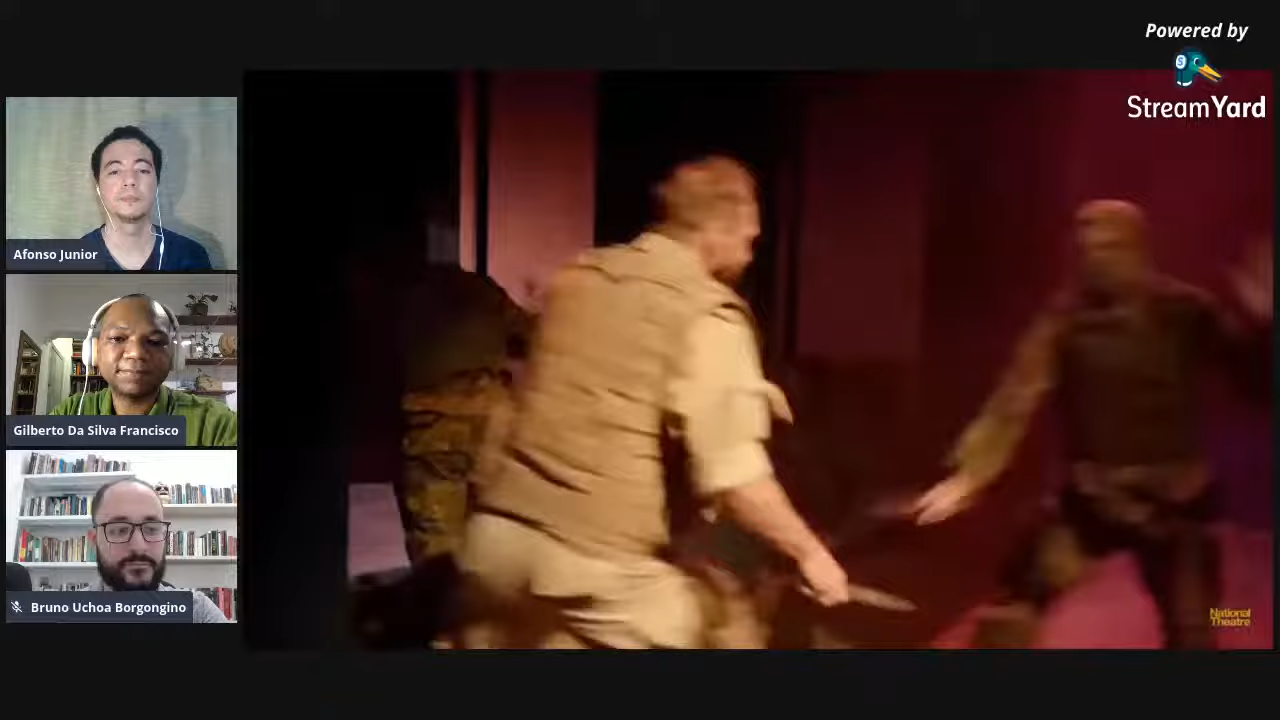 Powered by
StreamYard
Afonso Junior
Gilberto Da Silva Francisco
Bruno Uchoa Borgongino
National
Theatre